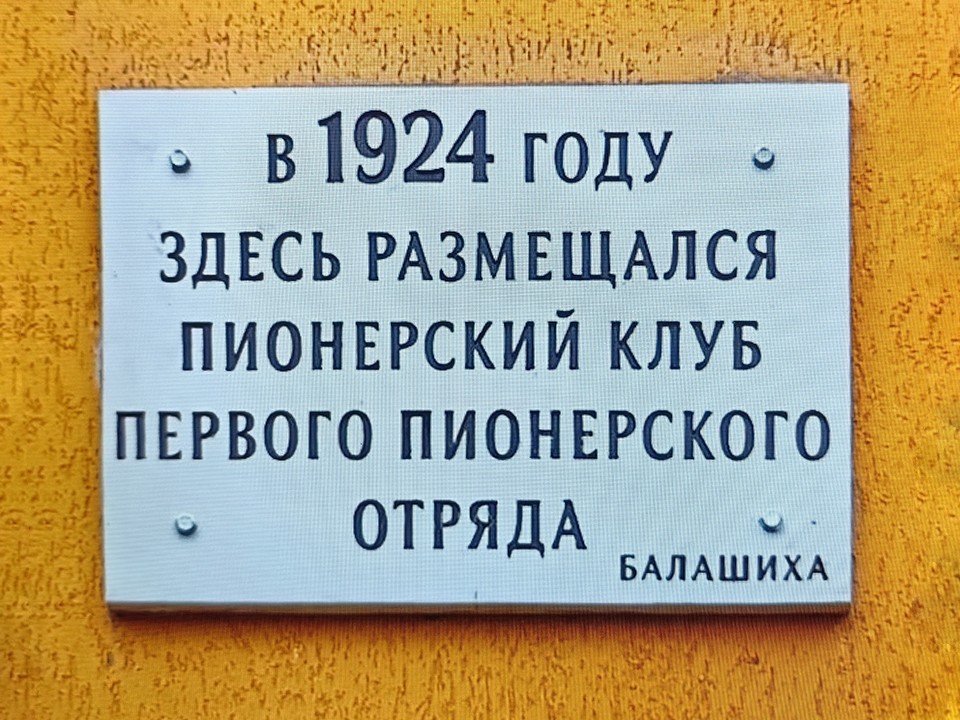 В 1924 ГОДУ
ЗДЕСЬ РАЗМЕЩАЛСЯ
ПИОНЕРСКИЙ КЛУБ
ПЕРВОГО ПИОНЕРСКОГО
ОТРЯДА
БАЛАШИХА